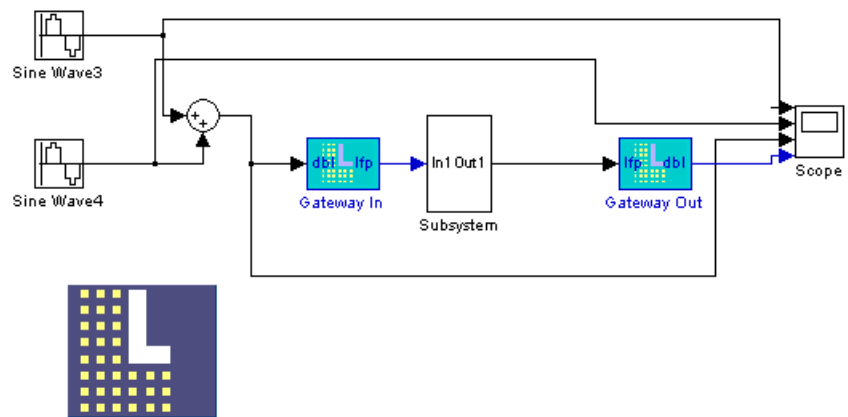 Sine Wave3
Sine Wave4
+
+
dbl lfp
Gateway In
In1 Out1
Subsystem
lfp dbl
Gateway Out
Scope